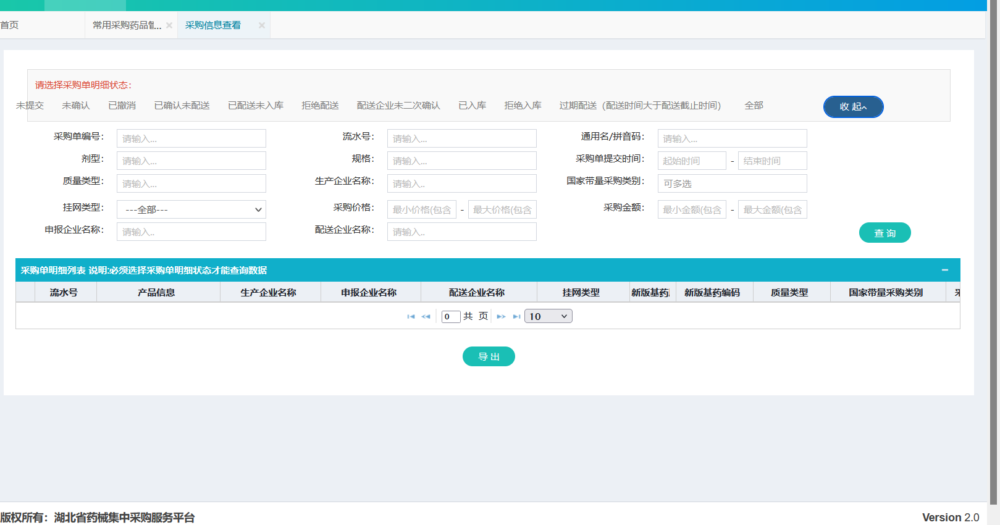 首页 常用采购药品管... × 采购信息查看 ×
请选择采购单明细状态：
未提交 未确认 已撤消 已确认未配送 已配送未入库 拒绝配送 配送企业未二次确认 已入库 拒绝入库 过期配送（配送时间大于配送截止时间） 全部 收 起
采购单编号： 请输入... 流水号： 请输入... 通用名/拼音码： 请输入...
剂型： 请输入... 规格： 请输入... 采购单提交时间： 起始时间 - 结束时间
质量类型： 请输入... 生产企业名称： 请输入.. 国家带量采购类别： 可多选
挂网类型： ---全部--- 采购价格： 最小价格(包含 - 最大价格(包含 采购金额： 最小金额(包含 - 最大金额(包含
申报企业名称： 请输入.. 配送企业名称： 请输入.. 查 询
采购单明细列表 说明:必须选择采购单明细状态才能查询数据
流水号 产品信息 生产企业名称 申报企业名称 配送企业名称 挂网类型 新版基药 新版基药编码 质量类型 国家带量采购类别
0 共 页 10
导 出
版权所有：湖北省药械集中采购服务平台 Version 2.0